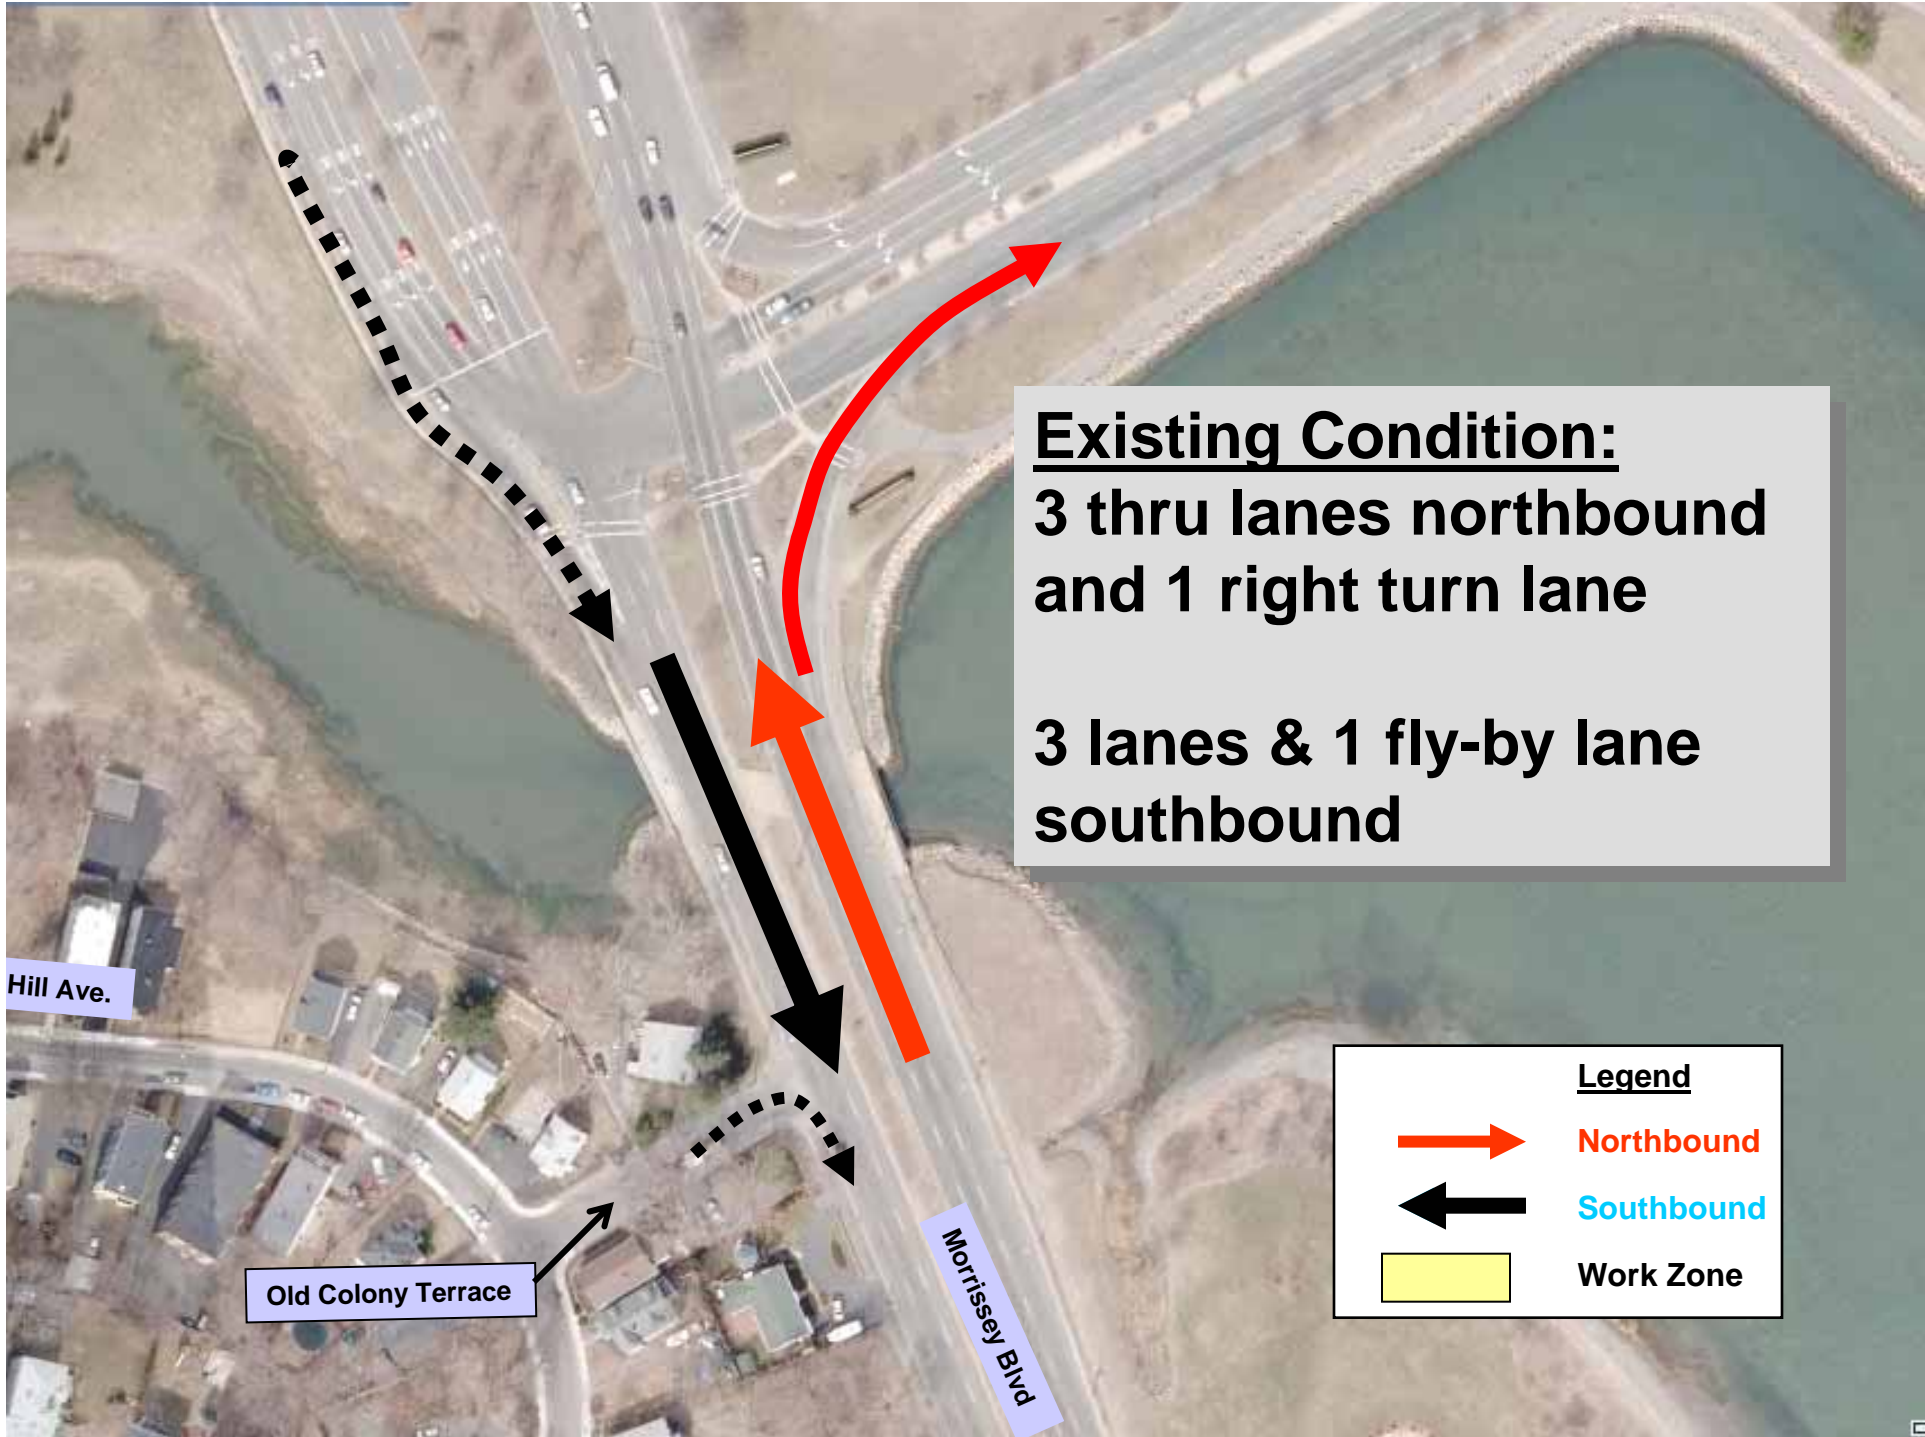 Existing Condition:
3 thru lanes northbound
and 1 right turn lane
3 lanes & 1 fly-by lane
southbound
Hill Ave.
Old Colony Terrace
Morrissey Blvd
Legend
Northbound
Southbound
Work Zone